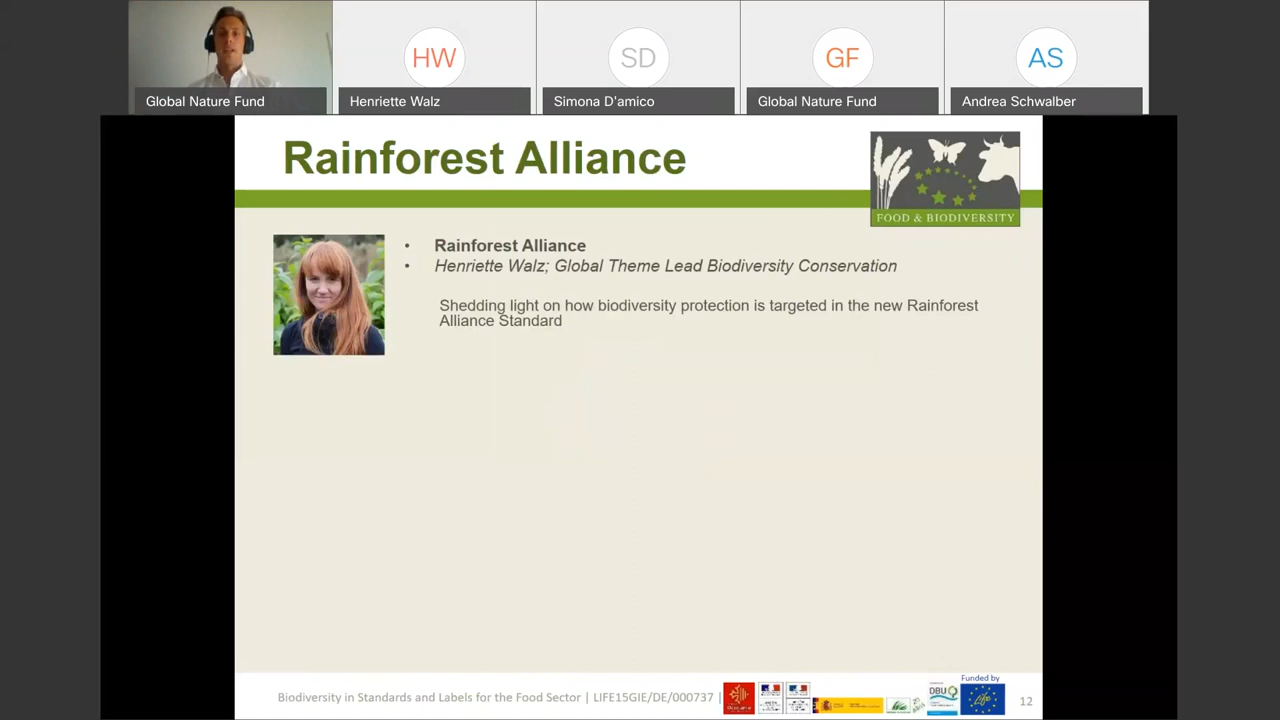 HW
SD
GF
AS
Global Nature Fund
Henriette Walz
Simona D'amico
Global Nature Fund
Andrea Schwalber
Rainforest Alliance
FOOD & BIODIVERSITY
• Rainforest Alliance
• Henriette Walz; Global Theme Lead Biodiversity Conservation
Shedding light on how biodiversity protection is targeted in the new Rainforest
Alliance Standard
Funded by
Biodiversity in Standards and Labels for the Food Sector | LIFE15GIE/DE/000737 |
DBU
Life
12